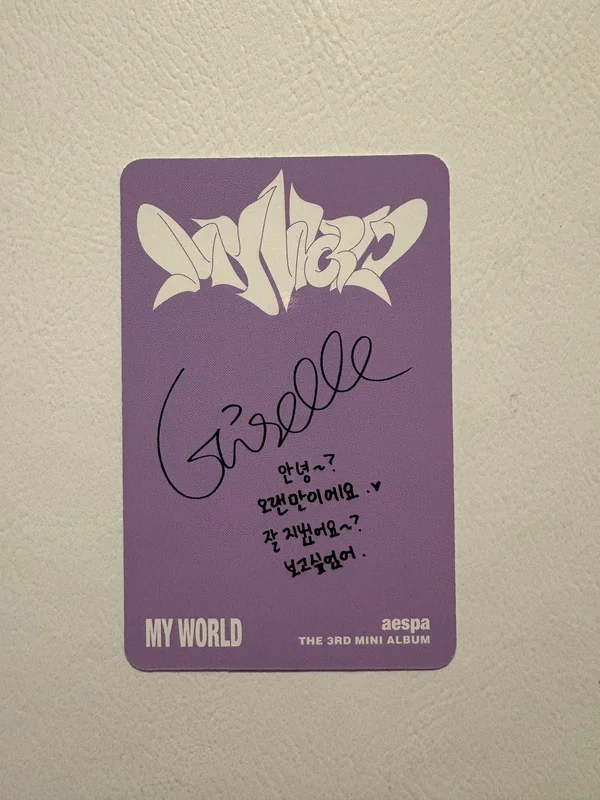 MY WORLD
Giselle
안녕~?
오랜만이에요.♥
잘 지냈어요~?
보고싶었어.
MY WORLD
aespa
THE 3RD MINI ALBUM